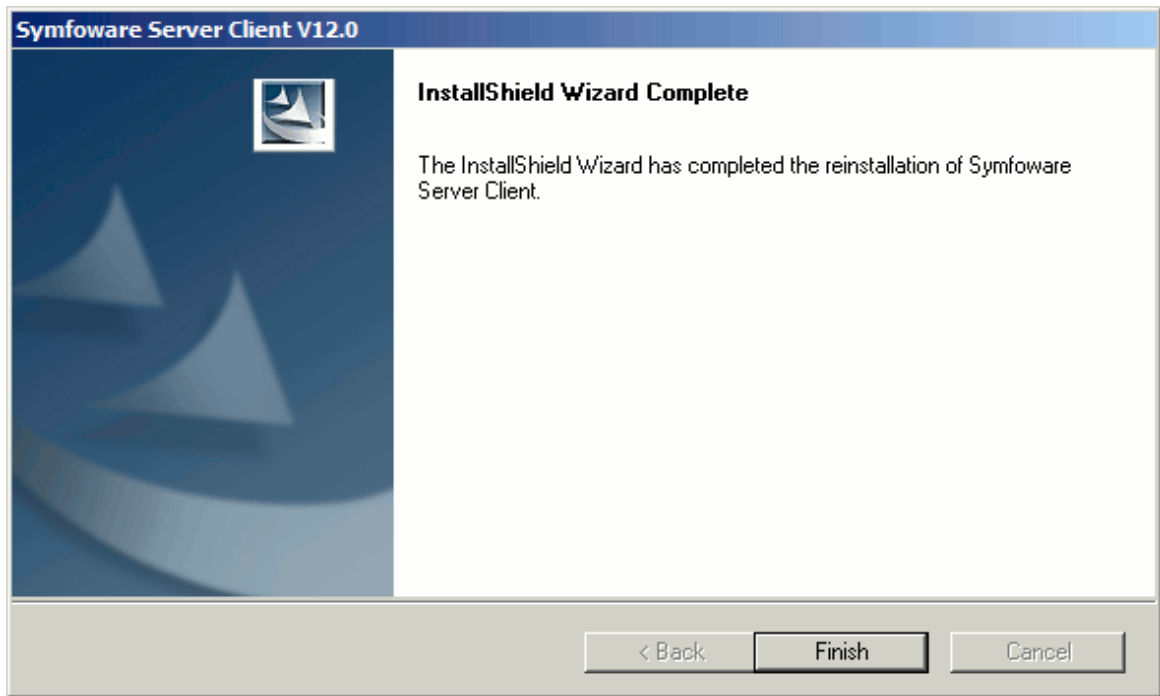 Symfoware Server Client V12.0
InstallShield Wizard Complete
The InstallShield Wizard has completed the reinstallation of Symfoware
Server Client.
< Back
Finish
Cancel